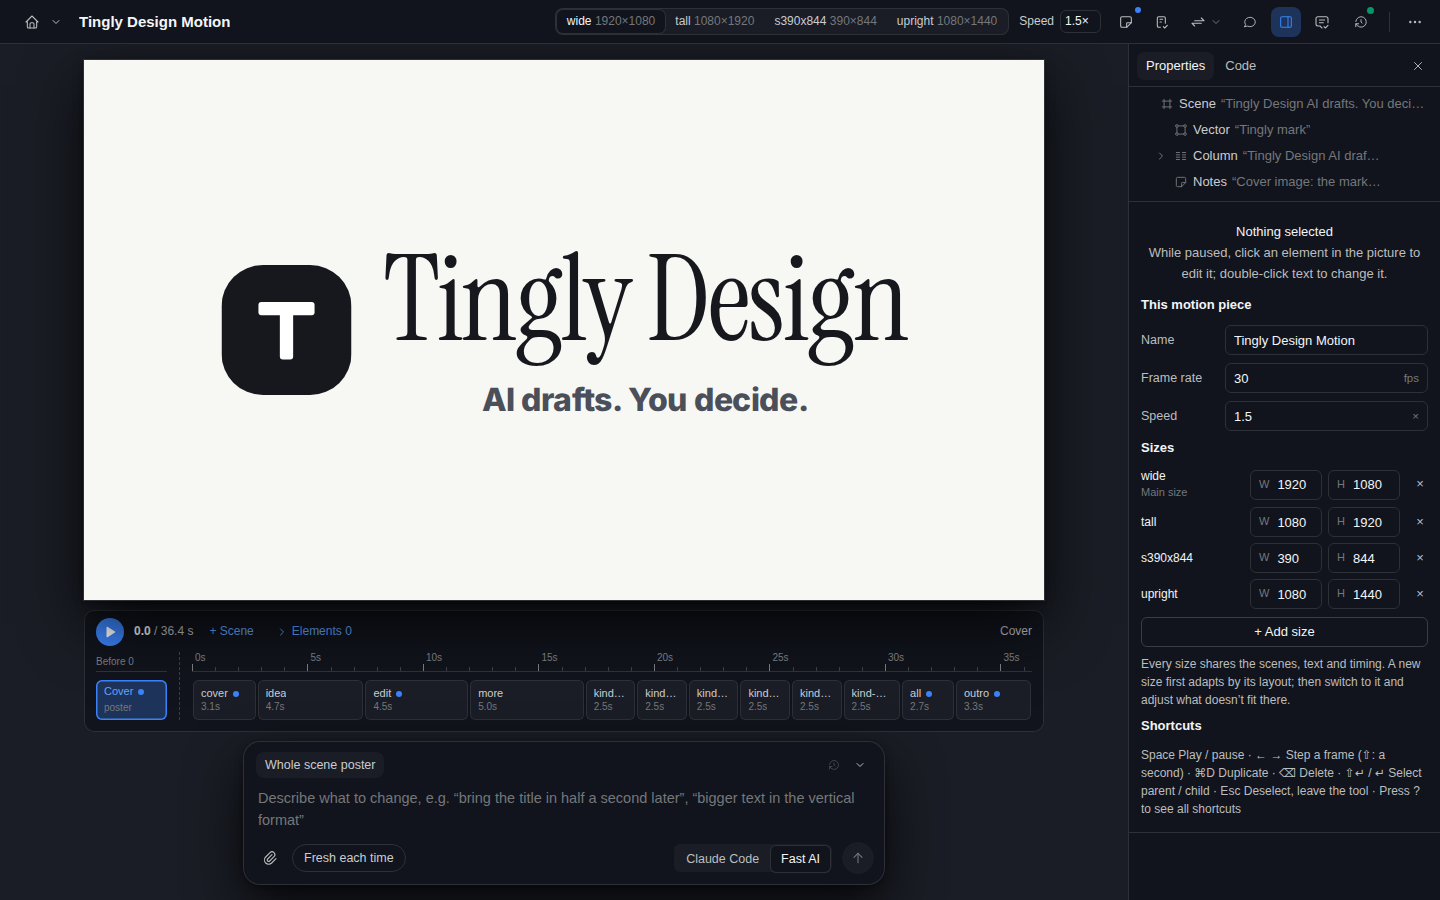 Tingly Design Motion
wide 1920×1080 tall 1080×1920 s390x844 390×844 upright 1080×1440 Speed 1.5×
Properties Code
Scene “Tingly Design AI drafts. You deci…
Vector “Tingly mark”
Column “Tingly Design AI draf…
Notes “Cover image: the mark…
T
Tingly Design
AI drafts. You decide.
Nothing selected
While paused, click an element in the picture to
edit it; double-click text to change it.
This motion piece
Name Tingly Design Motion
Frame rate 30 fps
Speed 1.5 ×
Sizes
wide W 1920 H 1080 ×
Main size
tall W 1080 H 1920 ×
s390x844 W 390 H 844 ×
upright W 1080 H 1440 ×
+ Add size
Every size shares the scenes, text and timing. A new
size first adapts by its layout; then switch to it and
adjust what doesn’t fit there.
Shortcuts
Space Play / pause · ← → Step a frame (⇧: a
second) · ⌘D Duplicate · ⌫ Delete · ⇧↵ / ↵ Select
parent / child · Esc Deselect, leave the tool · Press ?
to see all shortcuts
0.0 / 36.4 s + Scene Elements 0 Cover
Before 0 0s 5s 10s 15s 20s 25s 30s 35s
Cover cover idea edit more kind… kind… kind… kind… kind… kind-… all outro
poster 3.1s 4.7s 4.5s 5.0s 2.5s 2.5s 2.5s 2.5s 2.5s 2.5s 2.7s 3.3s
Whole scene poster
Describe what to change, e.g. “bring the title in half a second later”, “bigger text in the vertical
format”
Fresh each time Claude Code Fast AI